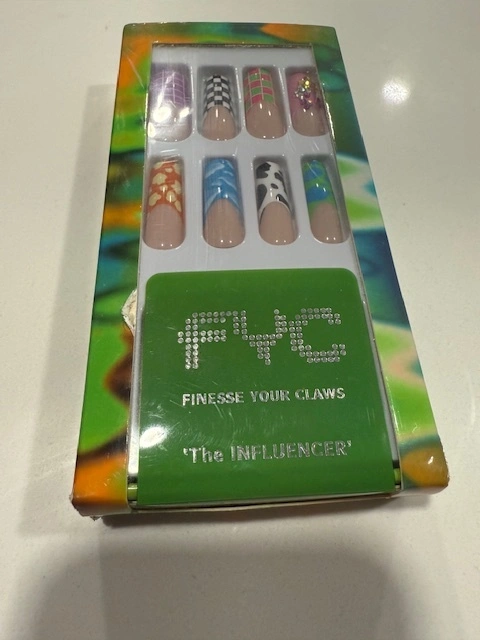 FYC
FINESSE YOUR CLAWS
'The INFLUENCER'